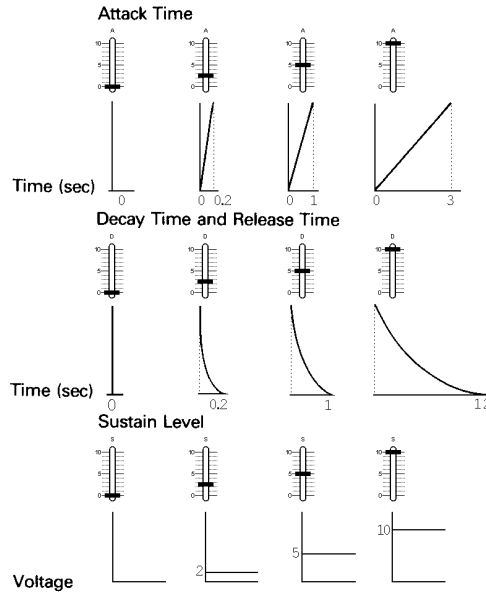 Attack Time
A A A A
10 10 10 10
5 5 5 5
0 0 0 0
Time (sec) 0 0 0.2 0 1 0 3
Decay Time and Release Time
D D D D
10 10 10 10
5 5 5 5
0 0 0 0
Time (sec) 0 0.2 1 12
Sustain Level
S S S S
10 10 10 10
5 5 5 5
0 0 0 0
2 5 10
Voltage